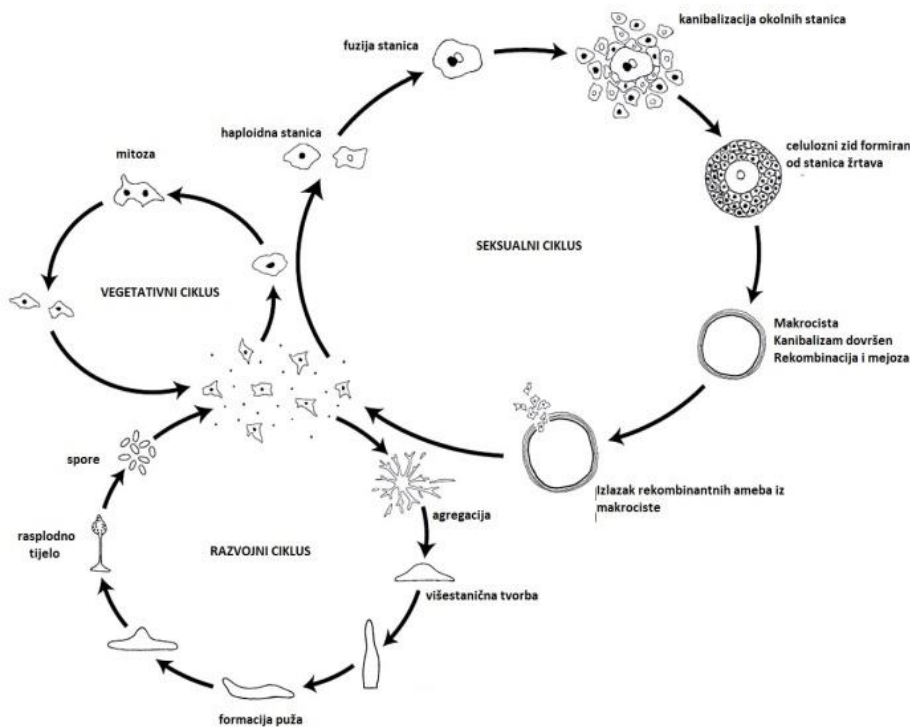 kanibalizacija okolnih stanica
fuzija stanica
haploidna stanica
celulozni zid formiran
od stanica žrtava
mitoza
SEKSUALNI CIKLUS
VEGETATIVNI CIKLUS
Makrocista
Kanibalizam dovršen
Rekombinacija i mejoza
spore
Izlazak rekombinantnih ameba iz
makrociste
agregacija
rasplodno
tijelo
RAZVOJNI CIKLUS
višestanična tvorba
formacija puža